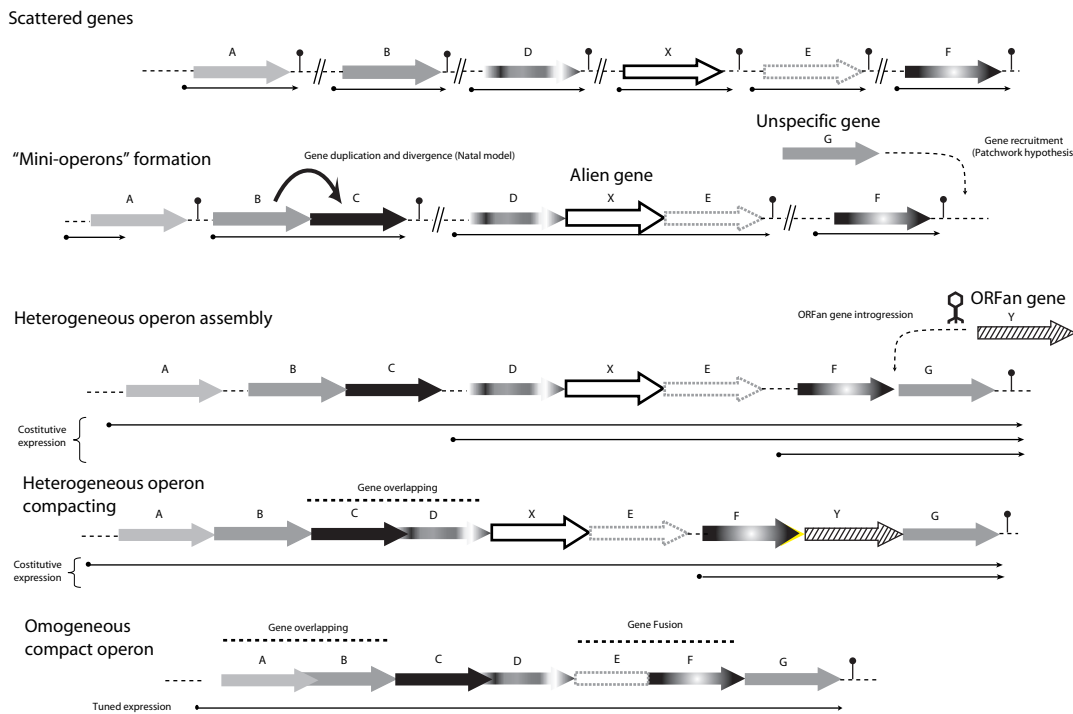 Scattered genes
A B D X E F
Unspecific gene
G
Gene recruitment
(Patchwork hypothesis
"Mini-operons" formation
Gene duplication and divergence (Natal model)
Alien gene
A B C D X E F
ORFan gene
Y
Heterogeneous operon assembly
ORFan gene introgression
A B C D X E F G
Costitutive
expression
Heterogeneous operon
compacting
Gene overlapping
A B C D X E F Y G
Costitutive
expression
Omogeneous
compact operon
Gene overlapping
Gene Fusion
A B C D E F G
Tuned expression